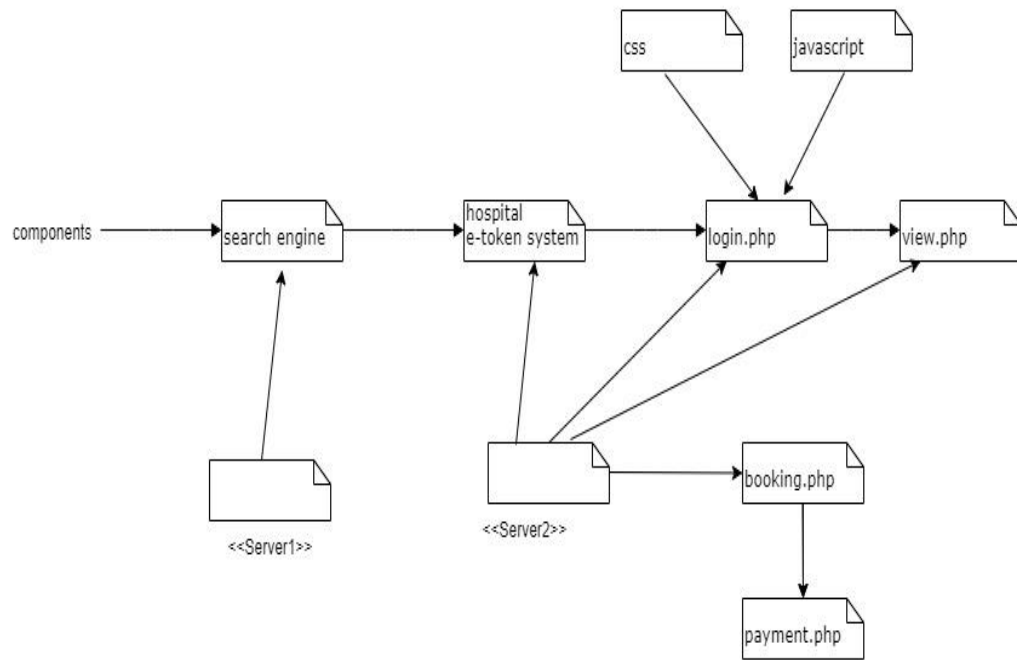 css
javascript
components
search engine
hospital
e-token system
login.php
view.php
<<Server1>>
<<Server2>>
booking.php
payment.php